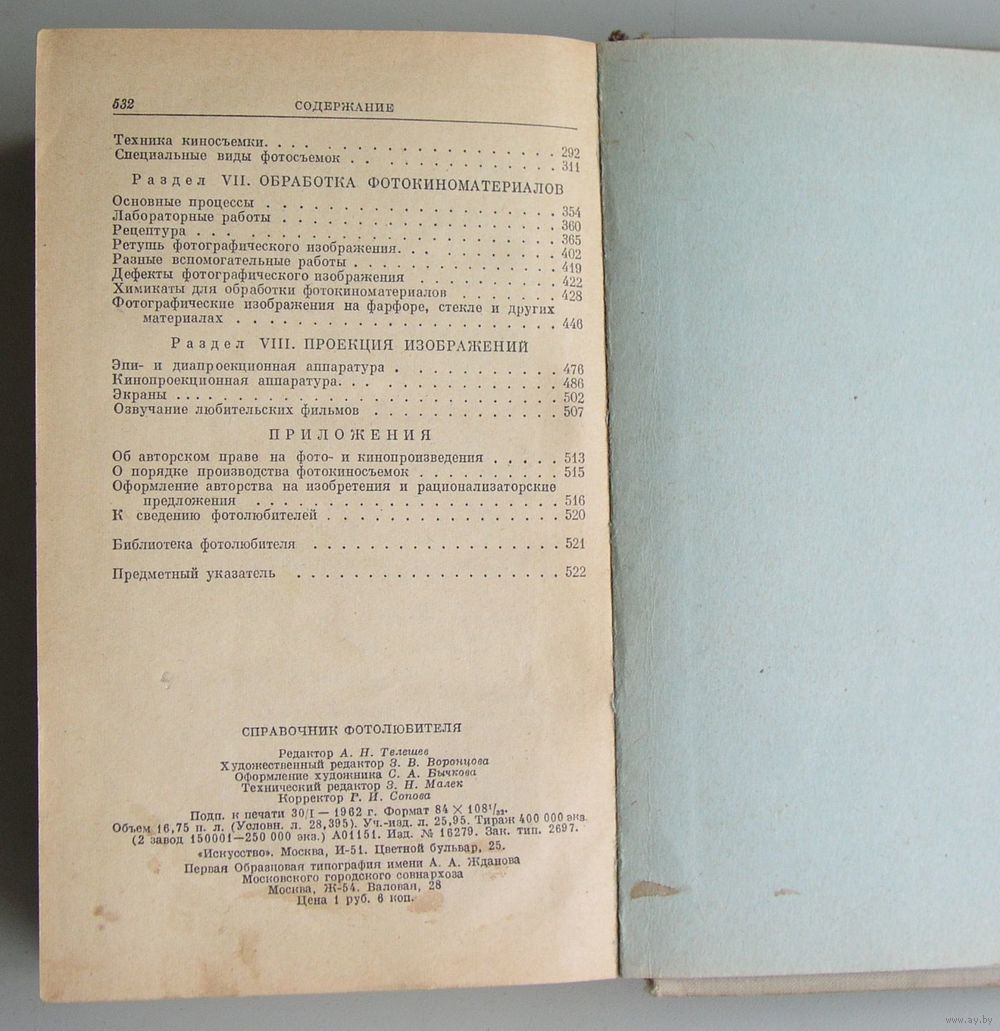 532 СОДЕРЖАНИЕ
Техника киносъемки. . . . . . . . . . . . . . . . . 292
Специальные виды фотосъемок . . . . . . . . . . . . 311
Раздел VII. ОБРАБОТКА ФОТОКИНОМАТЕРИАЛОВ
Основные процессы . . . . . . . . . . . . . . . . . 354
Лабораторные работы . . . . . . . . . . . . . . . . 360
Рецептура . . . . . . . . . . . . . . . . . . . . . 365
Ретушь фотографического изображения. . . . . . . . . 402
Разные вспомогательные работы . . . . . . . . . . . 419
Дефекты фотографического изображения . . . . . . . . 422
Химикаты для обработки фотокиноматериалов . . . . . . 428
Фотографические изображения на фарфоре, стекле и других
материалах . . . . . . . . . . . . . . . . . . 446
Раздел VIII. ПРОЕКЦИЯ ИЗОБРАЖЕНИЙ
Эпи- и диапроекционная аппаратура . . . . . . . . . 476
Кинопроекционная аппаратура. . . . . . . . . . . . . 486
Экраны . . . . . . . . . . . . . . . . . . . . . . 502
Озвучание любительских фильмов . . . . . . . . . . 507
ПРИЛОЖЕНИЯ
Об авторском праве на фото- и кинопроизведения . . . . . 513
О порядке производства фотокиносъемок . . . . . . . . 515
Оформление авторства на изобретения и рационализаторские
предложения . . . . . . . . . . . . . . . . . 516
К сведению фотолюбителей . . . . . . . . . . . . . 520
Библиотека фотолюбителя . . . . . . . . . . . . . . 521
Предметный указатель . . . . . . . . . . . . . . . 522
СПРАВОЧНИК ФОТОЛЮБИТЕЛЯ
Редактор А. Н. Телешев
Художественный редактор З. В. Воронцова
Оформление художника С. А. Бычкова
Технический редактор З. Н. Малек
Корректор Г. И. Сопова
Подп. к печати 30/I — 1962 г. Формат 84 × 108¹/₃₂.
Объем 16,75 п. л. (Условн. л. 28,395). Уч.-изд. л. 25,95. Тираж 400 000 экз.
(2 завод 150001—250 000 экз.) А01151. Изд. № 16279. Зак. тип. 2697.
«Искусство». Москва, И-51. Цветной бульвар, 25.
Первая Образцовая типография имени А. А. Жданова
Московского городского совнархоза
Москва, Ж-54. Валовая, 28
Цена 1 руб. 6 коп.
www.ay.by